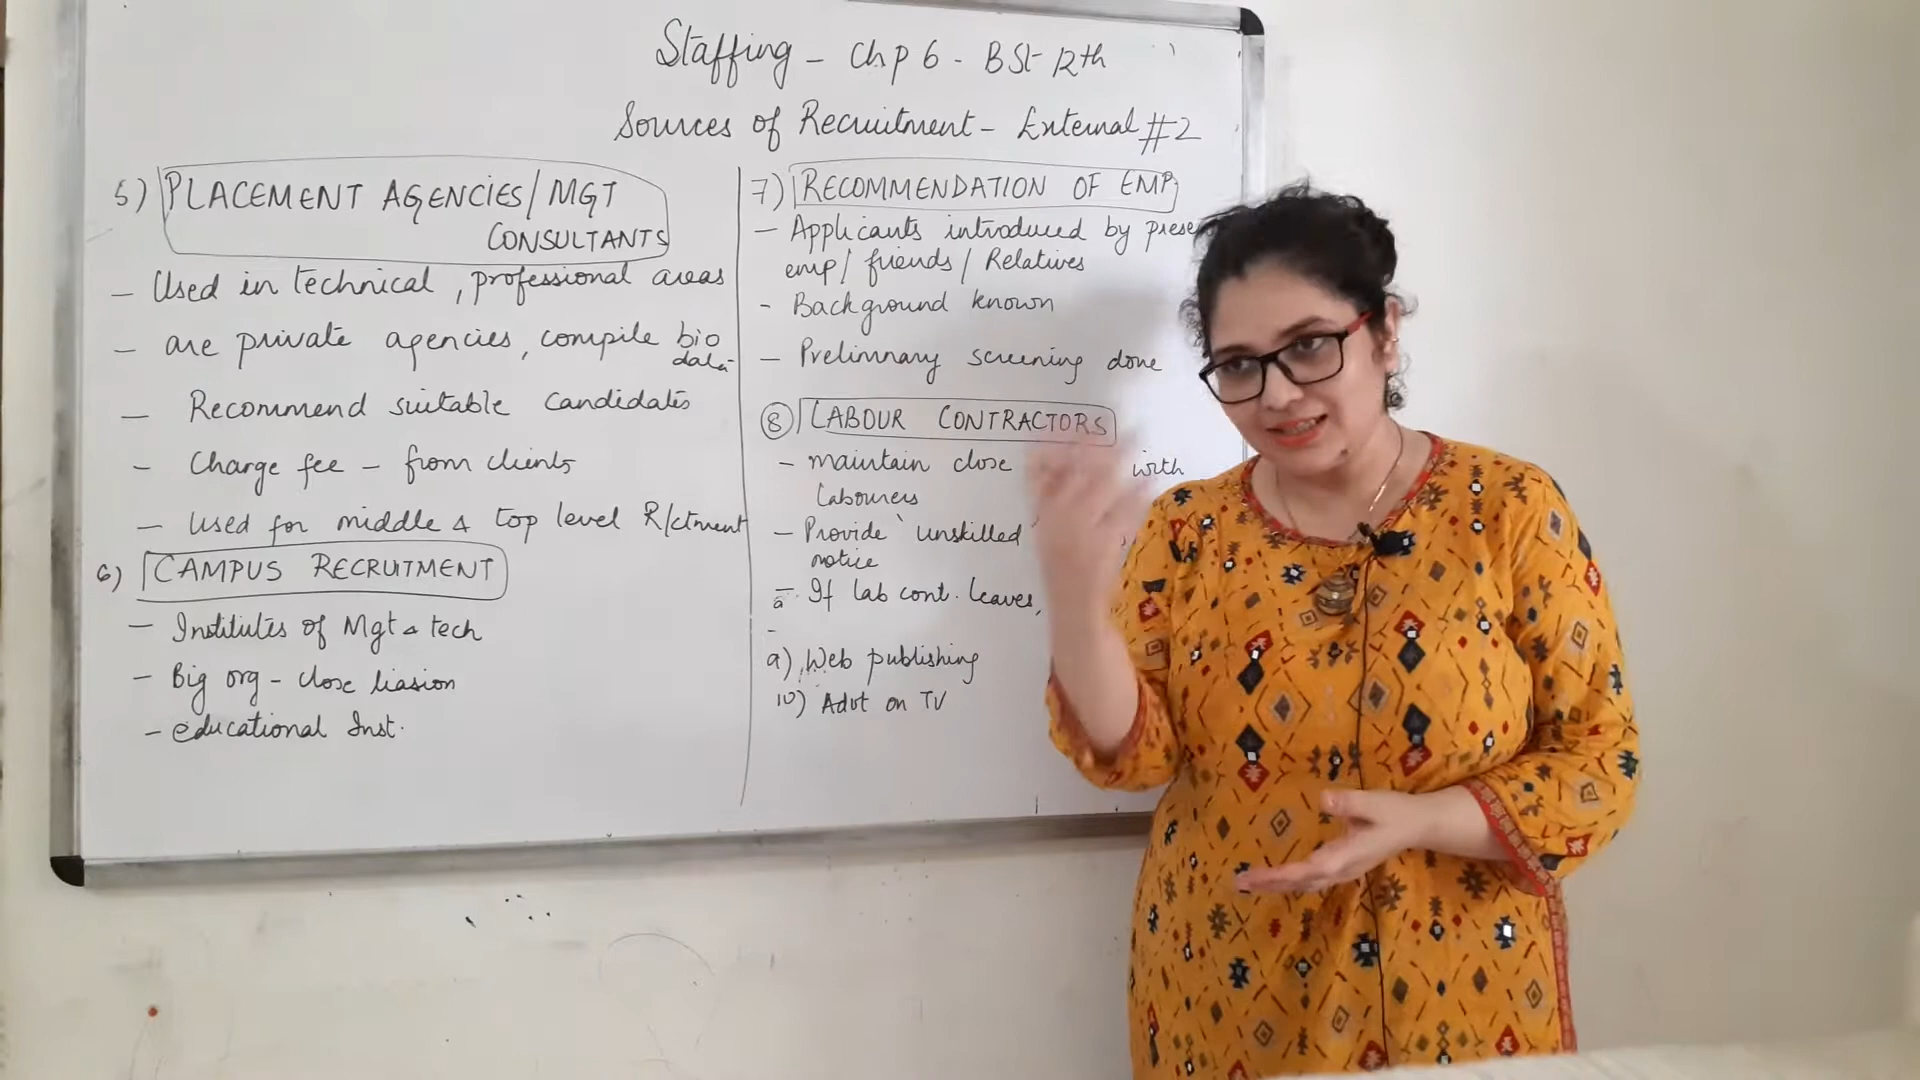 Staffing - Chp 6 - BSt 12th
Sources of Recruitment - External #2
5) PLACEMENT AGENCIES/MGT
CONSULTANTS
- Used in technical, professional areas
- are private agencies, compile bio
data
- Recommend suitable candidates
- Charge fee - from clients
- Used for middle & top level R/ctment
6) CAMPUS RECRUITMENT
- Institutes of Mgt & tech
- Big org - close liasion
- educational Inst.
7) RECOMMENDATION OF EMP
- Applicants introduced by
emp/ friends/ Relatives
- Background known
- Prelimnary screening done
8 LABOUR CONTRACTORS
- maintain close with
labourers
- Provide unskilled
notice
- If lab cont. leaves,
9) Web publishing
10) Advt on TV